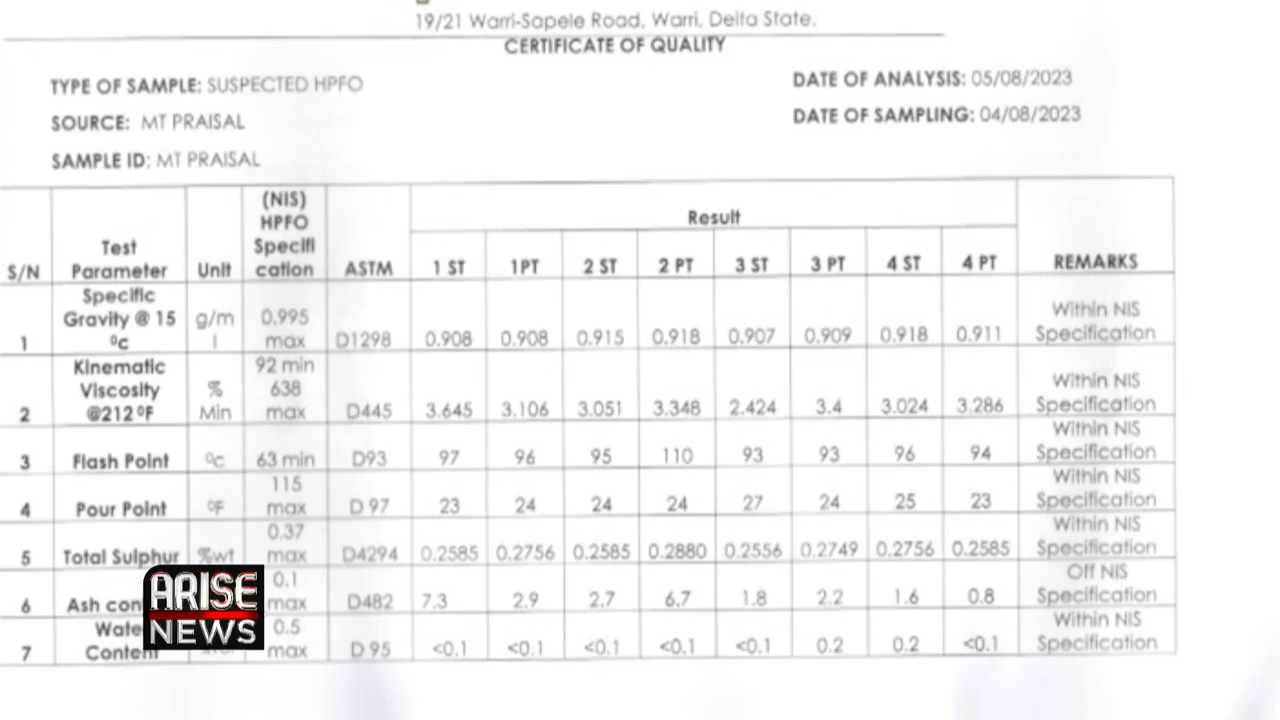 19/21 Warri-Sapele Road, Warri, Delta State.
CERTIFICATE OF QUALITY
TYPE OF SAMPLE: SUSPECTED HPFO
DATE OF ANALYSIS: 05/08/2023
SOURCE: MT PRAISAL
DATE OF SAMPLING: 04/08/2023
SAMPLE ID: MT PRAISAL
S/N
Test
Parameter
Unit
(NIS)
HPFO
Specifi
cation
ASTM
Result
1 ST
1PT
2 ST
2 PT
3 ST
3 PT
4 ST
4 PT
REMARKS
1
Specific
Gravity @ 15
⁰c
g/m
l
0.995
max
D1298
0.908
0.908
0.915
0.918
0.907
0.909
0.918
0.911
Within NIS
Specification
2
Kinematic
Viscosity
@212 ⁰F
%
Min
92 min
638
max
D445
3.645
3.106
3.051
3.348
2.424
3.4
3.024
3.286
Within NIS
Specification
3
Flash Point
⁰c
63 min
D93
97
96
95
110
93
93
96
94
Within NIS
Specification
4
Pour Point
⁰F
115
max
D 97
23
24
24
24
27
24
25
23
Within NIS
Specification
5
Total Sulphur
%wt
0.37
max
D4294
0.2585
0.2756
0.2585
0.2880
0.2556
0.2749
0.2756
0.2585
Within NIS
Specification
6
Ash con
0.1
max
D482
7.3
2.9
2.7
6.7
1.8
2.2
1.6
0.8
Off NIS
Specification
7
Wate
Content
0.5
max
D 95
<0.1
<0.1
<0.1
<0.1
<0.1
0.2
0.2
<0.1
Within NIS
Specification
ARISE
NEWS